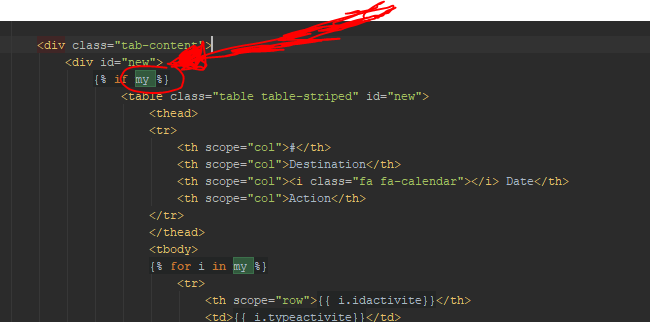 <div class="tab-content">
<div id="new">
{% if my %}
<table class="table table-striped" id="new">
<thead>
<tr>
<th scope="col">#</th>
<th scope="col">Destination</th>
<th scope="col"><i class="fa fa-calendar"></i> Date</th>
<th scope="col">Action</th>
</tr>
</thead>
<tbody>
{% for i in my %}
<tr>
<th scope="row">{{ i.idactivite}}</th>
<td>{{ i.typeactivite}}</td>